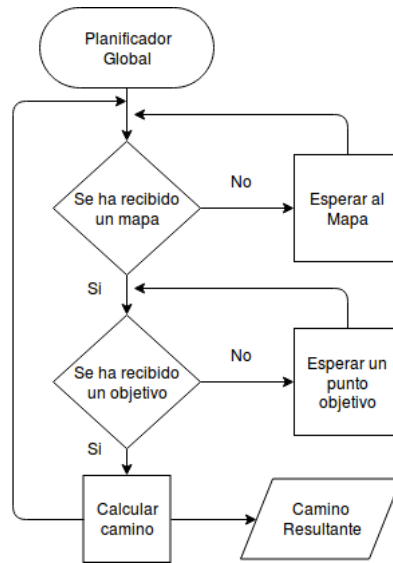 Planificador
Global
Se ha recibido
un mapa
No
Esperar al
Mapa
Si
Se ha recibido
un objetivo
No
Esperar un
punto
objetivo
Si
Calcular
camino
Camino
Resultante